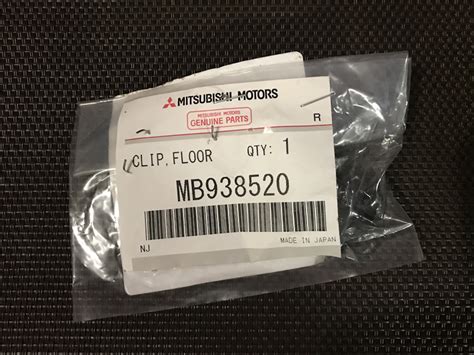 MITSUBISHI MOTORS
MITSUBISHI MOTORS
GENUINE PARTS
R
CLIP,FLOOR QTY: 1
MB938520
NJ MADE IN JAPAN